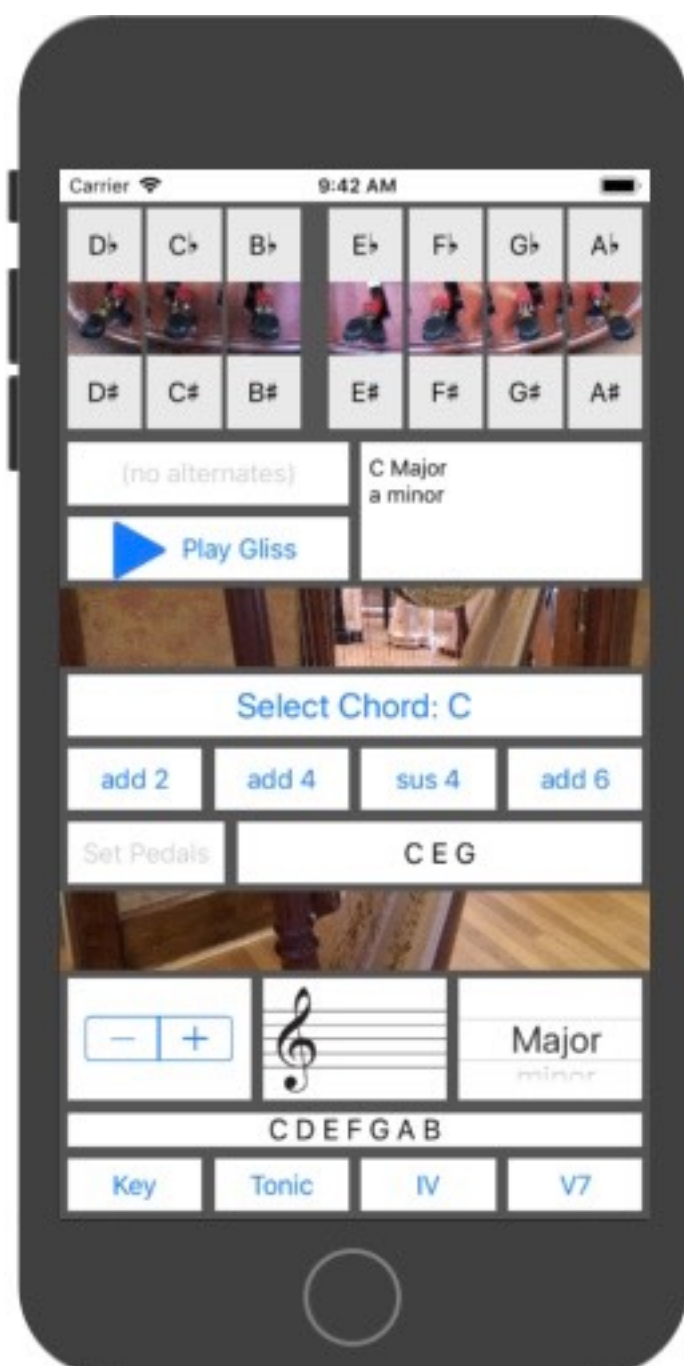 Carrier 9:42 AM
D♭ C♭ B♭ E♭ F♭ G♭ A♭
D♯ C♯ B♯ E♯ F♯ G♯ A♯
(no alternates)
C Major
a minor
Play Gliss
Select Chord: C
add 2 add 4 sus 4 add 6
Set Pedals C E G
− +
Major
minor
C D E F G A B
Key Tonic IV V7